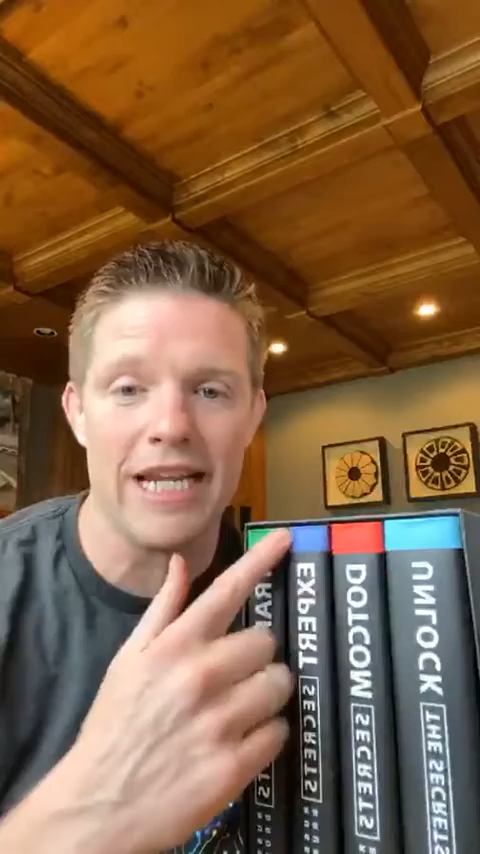 EXPERT
SECRETS
DOTCOM
SECRETS
UNLOCK
THE SECRETS